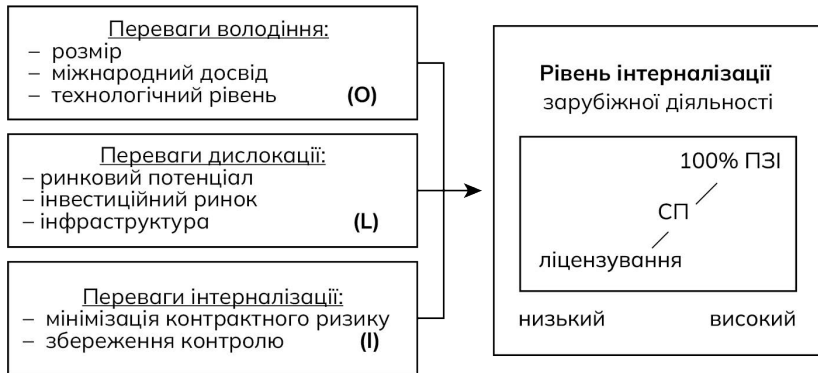 Переваги володіння:
– розмір
– міжнародний досвід
– технологічний рівень (O)
Переваги дислокації:
– ринковий потенціал
– інвестиційний ринок
– інфраструктура (L)
Переваги інтерналізації:
– мінімізація контрактного ризику
– збереження контролю (I)
Рівень інтерналізації
зарубіжної діяльності
100% ПЗІ
СП
ліцензування
низький високий